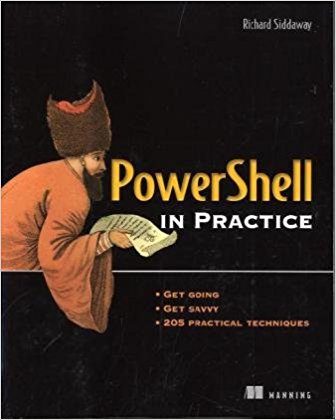 Richard Siddaway
PowerShell
IN PRACTICE
• GET GOING
• GET SAVVY
• 205 PRACTICAL TECHNIQUES
MANNING